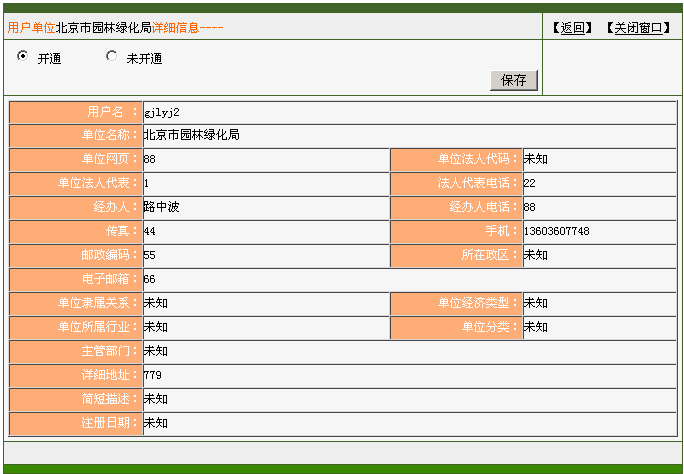 用户单位北京市园林绿化局详细信息---- 【返回】 【关闭窗口】
开通 未开通
保存
用户名 : gjlyj2
单位名称: 北京市园林绿化局
单位网页: 88 单位法人代码: 未知
单位法人代表: 1 法人代表电话: 22
经办人: 路中波 经办人电话: 88
传真: 44 手机: 13603607748
邮政编码: 55 所在政区: 未知
电子邮箱: 66
单位隶属关系: 未知 单位经济类型: 未知
单位所属行业: 未知 单位分类: 未知
主管部门: 未知
详细地址: 779
简短描述: 未知
注册日期: 未知